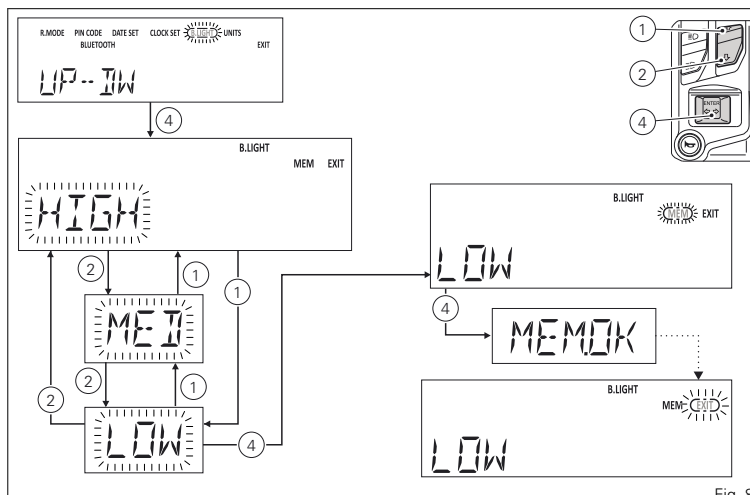 R.MODE PIN CODE DATE SET CLOCK SET B.LIGHT UNITS
BLUETOOTH
EXIT
UP--DW
4
B.LIGHT
MEM EXIT
HIGH
2
1
1
MED
2
1
2
LOW
4
B.LIGHT
MEM EXIT
LOW
4
MEM.OK
B.LIGHT
MEM EXIT
LOW
1
2
4
ENTER
Fig.